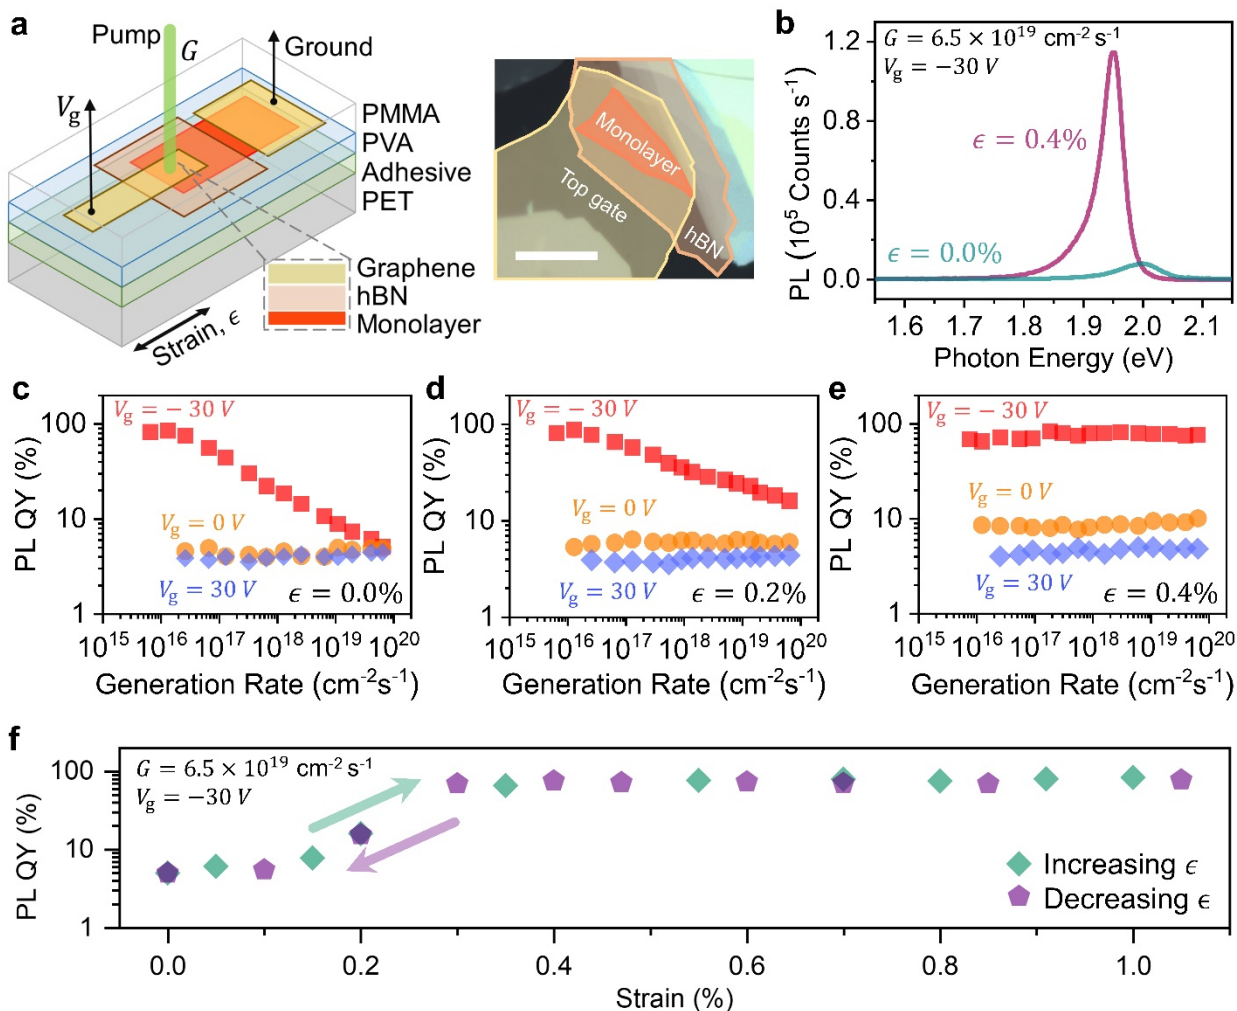 a
Pump
G
Ground
V_g
PMMA
PVA
Adhesive
PET
Graphene
hBN
Monolayer
Strain, ϵ
Monolayer
Top gate
hBN
b
G = 6.5 × 10^19 cm^-2 s^-1
V_g = −30 V
ϵ = 0.4%
ϵ = 0.0%
PL (10^5 Counts s^-1)
1.2
0.8
0.4
0.0
1.6 1.7 1.8 1.9 2.0 2.1
Photon Energy (eV)
c
V_g = − 30 V
V_g = 0 V
V_g = 30 V
ϵ = 0.0%
PL QY (%)
100
10
1
10^15 10^16 10^17 10^18 10^19 10^20
Generation Rate (cm^-2s^-1)
d
V_g = − 30 V
V_g = 0 V
V_g = 30 V
ϵ = 0.2%
PL QY (%)
100
10
1
10^15 10^16 10^17 10^18 10^19 10^20
Generation Rate (cm^-2s^-1)
e
V_g = − 30 V
V_g = 0 V
V_g = 30 V
ϵ = 0.4%
PL QY (%)
100
10
1
10^15 10^16 10^17 10^18 10^19 10^20
Generation Rate (cm^-2s^-1)
f
G = 6.5 × 10^19 cm^-2 s^-1
V_g = −30 V
PL QY (%)
100
10
1
Increasing ϵ
Decreasing ϵ
0.0 0.2 0.4 0.6 0.8 1.0
Strain (%)